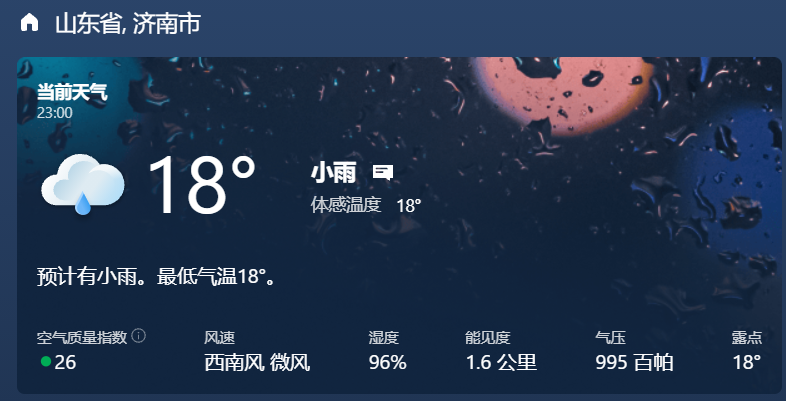 山东省, 济南市
当前天气
23:00
18°
小雨
体感温度 18°
预计有小雨。最低气温18°。
空气质量指数 风速 湿度 能见度 气压 露点
26 西南风 微风 96% 1.6 公里 995 百帕 18°